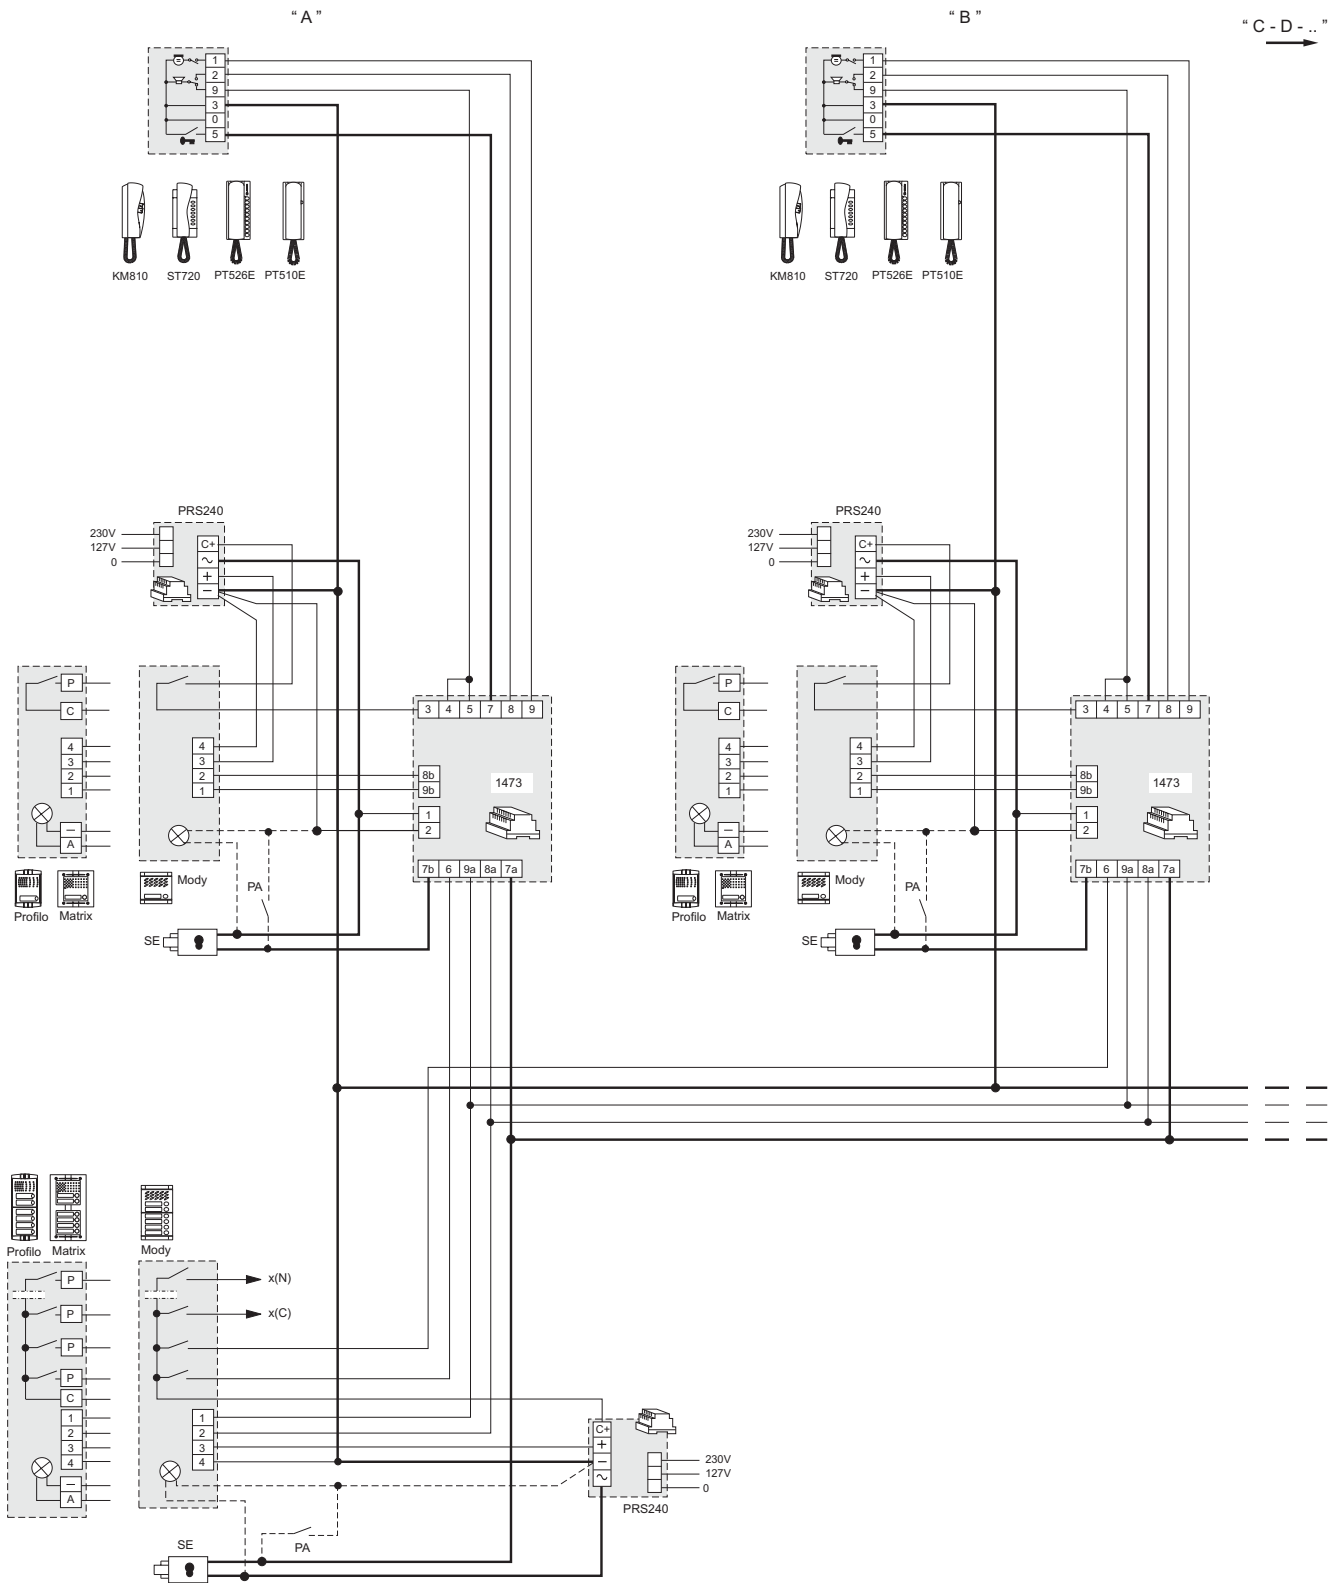 “ A ” “ B ” “ C - D - .. ”
1 1
2 2
9 9
3 3
0 0
5 5
KM810 ST720 PT526E PT510E KM810 ST720 PT526E PT510E
PRS240 PRS240
230V C+ 230V C+
127V ~ 127V ~
0 + 0 +
– –
P P
C 3 4 5 7 8 9 C 3 4 5 7 8 9
4 4 4 4
3 3 3 3
2 2 8b 1473 2 2 8b 1473
1 1 9b 1 1 9b
1 1
– 2 – 2
A A
7b 6 9a 8a 7a 7b 6 9a 8a 7a
Mody PA Mody PA
Profilo Matrix Profilo Matrix
SE SE
Profilo Matrix Mody
P x(N)
P x(C)
P
P
C
1 1 C+
2 2
3 3 +
4 4 – 230V
– ~ 127V
A 0
PRS240
SE PA